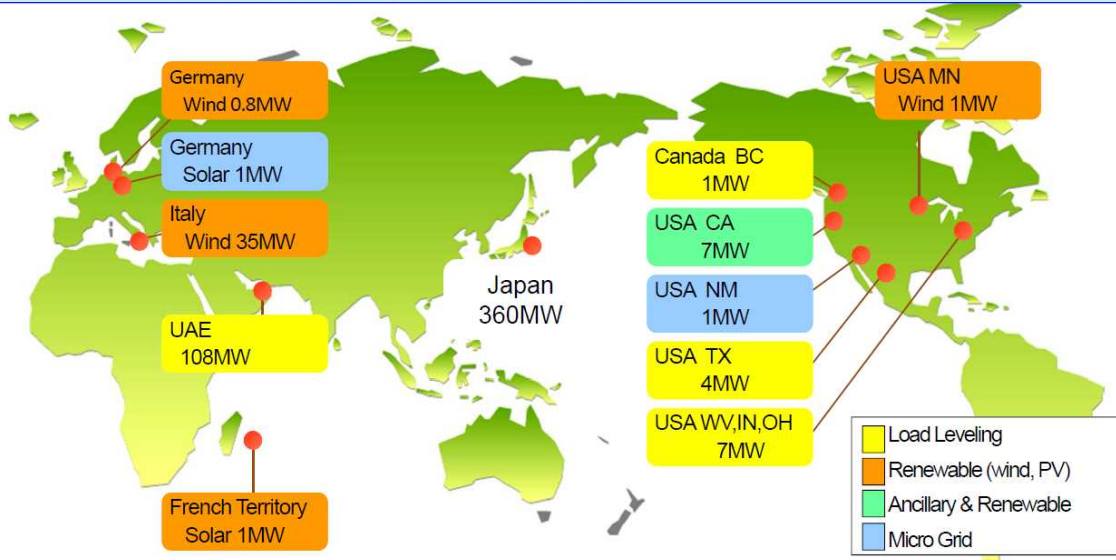 Germany
Wind 0.8MW
Germany
Solar 1MW
Italy
Wind 35MW
UAE
108MW
French Territory
Solar 1MW
Japan
360MW
USA MN
Wind 1MW
Canada BC
1MW
USA CA
7MW
USA NM
1MW
USA TX
4MW
USA WV,IN,OH
7MW
Load Leveling
Renewable (wind, PV)
Ancillary & Renewable
Micro Grid